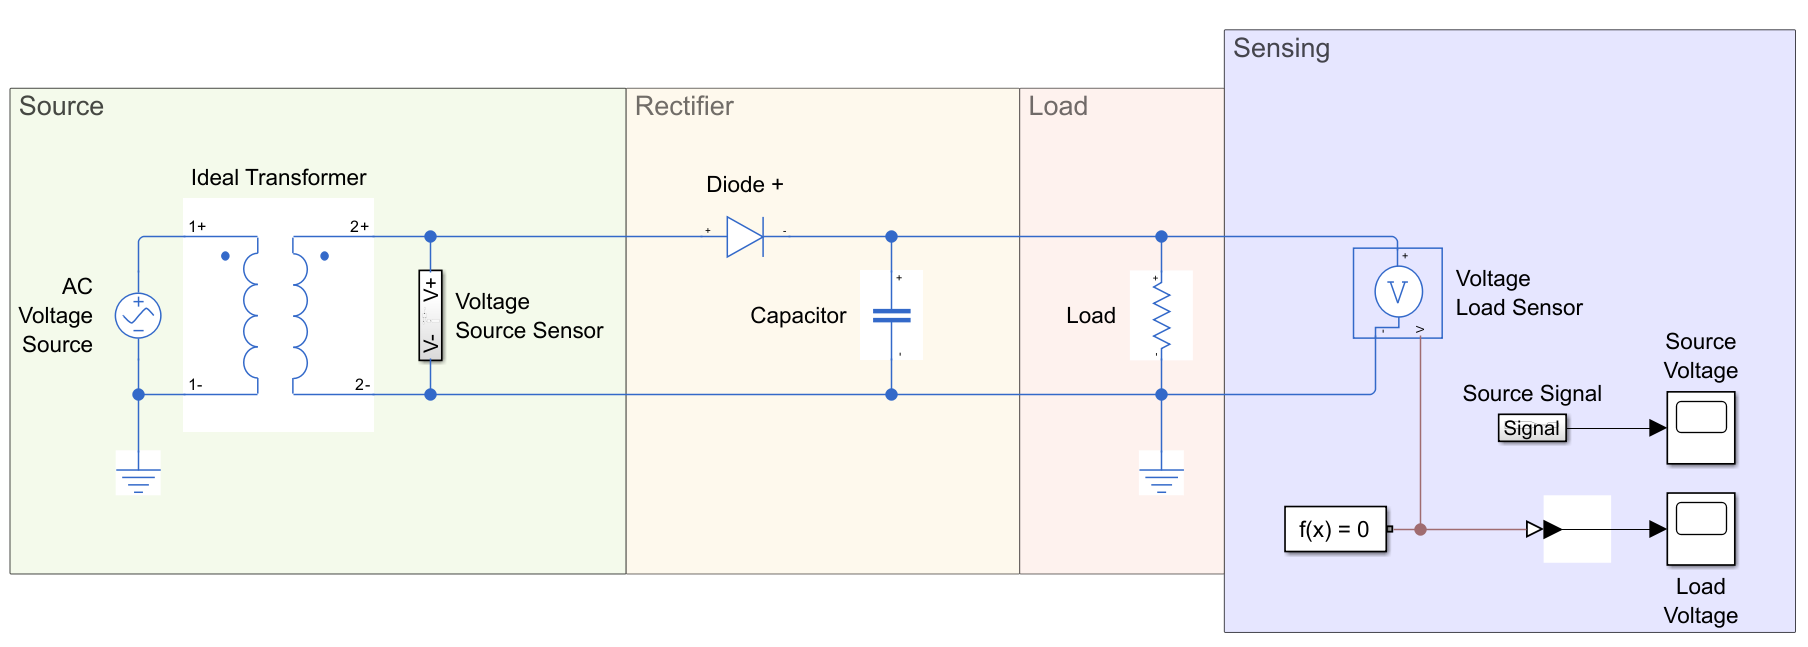 Sensing
Source
Rectifier
Load
Ideal Transformer
Diode +
1+
2+
+
-
+
AC
Voltage
Source
+
V+
V-
Voltage
Source Sensor
Capacitor
+
-
Load
+
-
V
-
V
Voltage
Load Sensor
Source
Voltage
1-
2-
Source Signal
Signal
f(x) = 0
Load
Voltage